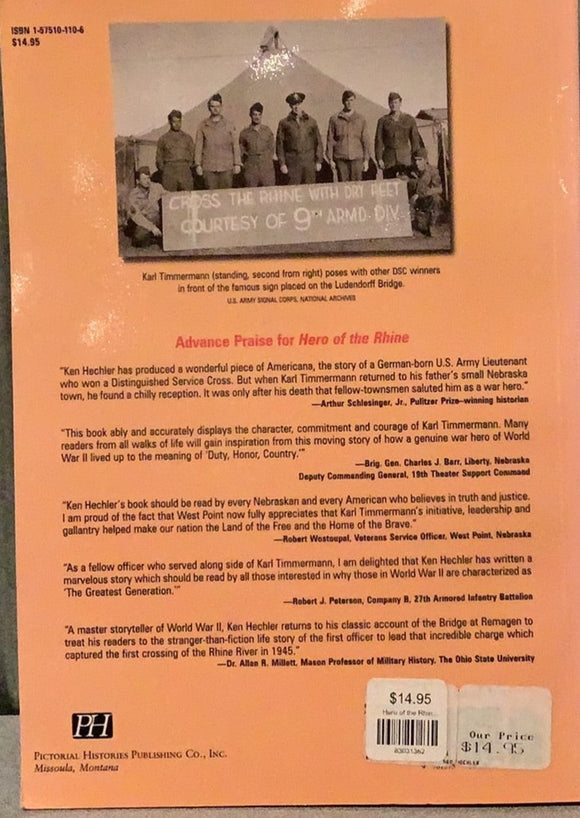 ISBN 1-57510-110-6
$14.95
CROSS THE RHINE WITH DRY FEET
COURTESY OF 9TH ARMD. DIV.
Karl Timmermann (standing, second from right) poses with other DSC winners
in front of the famous sign placed on the Ludendorff Bridge.
U.S. ARMY SIGNAL CORPS, NATIONAL ARCHIVES
Advance Praise for Hero of the Rhine
"Ken Hechler has produced a wonderful piece of Americana, the story of a German-born U.S. Army Lieutenant
who won a Distinguished Service Cross. But when Karl Timmermann returned to his father's small Nebraska
town, he found a chilly reception. It was only after his death that fellow-townsmen saluted him as a war hero."
—Arthur Schlesinger, Jr., Pulitzer Prize–winning historian
"This book ably and accurately displays the character, commitment and courage of Karl Timmermann. Many
readers from all walks of life will gain inspiration from this moving story of how a genuine war hero of World
War II lived up to the meaning of 'Duty, Honor, Country.'"
—Brig. Gen. Charles J. Barr, Liberty, Nebraska
Deputy Commanding General, 19th Theater Support Command
"Ken Hechler's book should be read by every Nebraskan and every American who believes in truth and justice.
I am proud of the fact that West Point now fully appreciates that Karl Timmermann's initiative, leadership and
gallantry helped make our nation the Land of the Free and the Home of the Brave."
—Robert Westoupal, Veterans Service Officer, West Point, Nebraska
"As a fellow officer who served along side of Karl Timmermann, I am delighted that Ken Hechler has written a
marvelous story which should be read by all those interested in why those in World War II are characterized as
'The Greatest Generation.'"
—Robert J. Peterson, Company B, 27th Armored Infantry Battalion
"A master storyteller of World War II, Ken Hechler returns to his classic account of the Bridge at Remagen to
treat his readers to the stranger-than-fiction life story of the first officer to lead that incredible charge which
captured the first crossing of the Rhine River in 1945."
—Dr. Allan R. Millett, Mason Professor of Military History, The Ohio State University
PH
PICTORIAL HISTORIES PUBLISHING CO., INC.
Missoula, Montana
$14.95
Hero of the Rhine
83031362
Our Price
$14.95